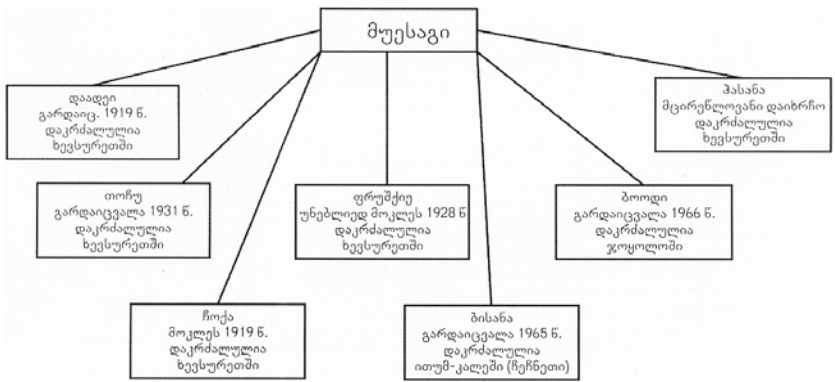 მუესაგი
დაადეი
გარდაიც. 1919 წ.
დაკრძალულია
ხევსურეთში
ჰასანა
მცირეწლოვანი დაიხრჩო
დაკრძალულია
ხევსურეთში
თოჩუ
გარდაიცვალა 1931 წ.
დაკრძალულია
ხევსურეთში
ფრუშქიე
უნებლიედ მოკლეს 1928 წ
დაკრძალულია
ხევსურეთში
ბოოდი
გარდაიცვალა 1966 წ.
დაკრძალულია
ჯოყოლოში
ჩოქა
მოკლეს 1919 წ.
დაკრძალულია
ხევსურეთში
ბისანა
გარდაიცვალა 1965 წ.
დაკრძალულია
ითუმ-კალეში (ჩეჩნეთი)